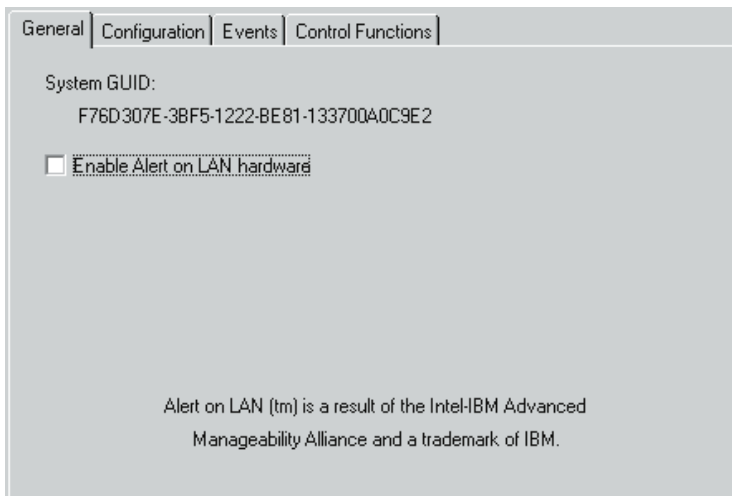 General Configuration Events Control Functions
System GUID:
F76D307E-3BF5-1222-BE81-133700A0C9E2
Enable Alert on LAN hardware
Alert on LAN (tm) is a result of the Intel-IBM Advanced
Manageability Alliance and a trademark of IBM.